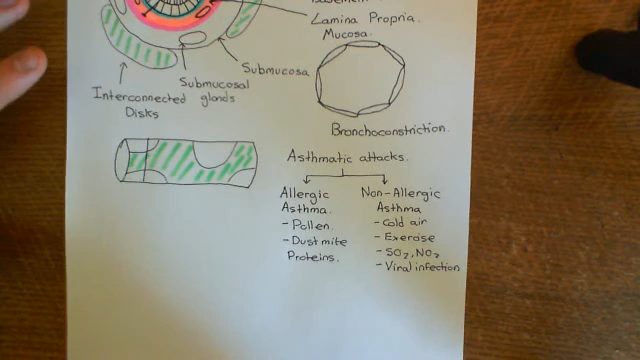 Lamina Propria.
Mucosa.
Submucosa
Submucosal
glands
Interconnected
Disks
Bronchoconstriction.
Asthmatic attacks.
Allergic
Asthma.
- Pollen.
- Dust mite
Proteins.
Non-Allergic
Asthma
- Cold air
- Exercise
- SO2, NO2
- Viral infection